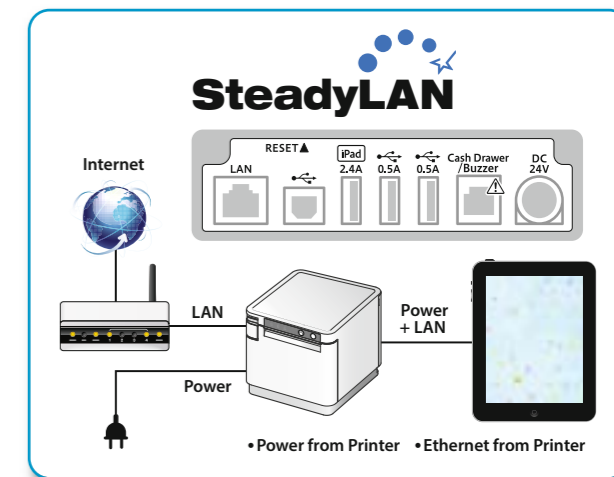 SteadyLAN
RESET▲
LAN
iPad
2.4A
0.5A
0.5A
Cash Drawer
/Buzzer
DC
24V
Internet
LAN
Power
+ LAN
Power
•Power from Printer •Ethernet from Printer